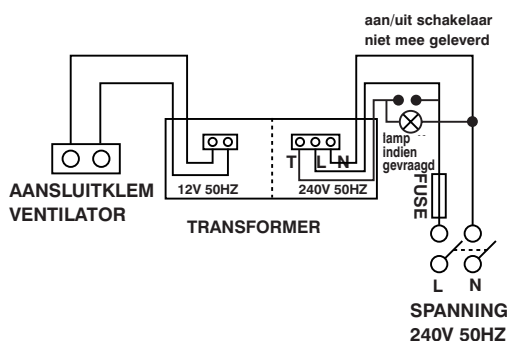 aan/uit schakelaar
niet mee geleverd
lamp
indien
gevraagd
T L N
12V 50HZ
240V 50HZ
FUSE
AANSLUITKLEM
VENTILATOR
TRANSFORMER
L N
SPANNING
240V 50HZ